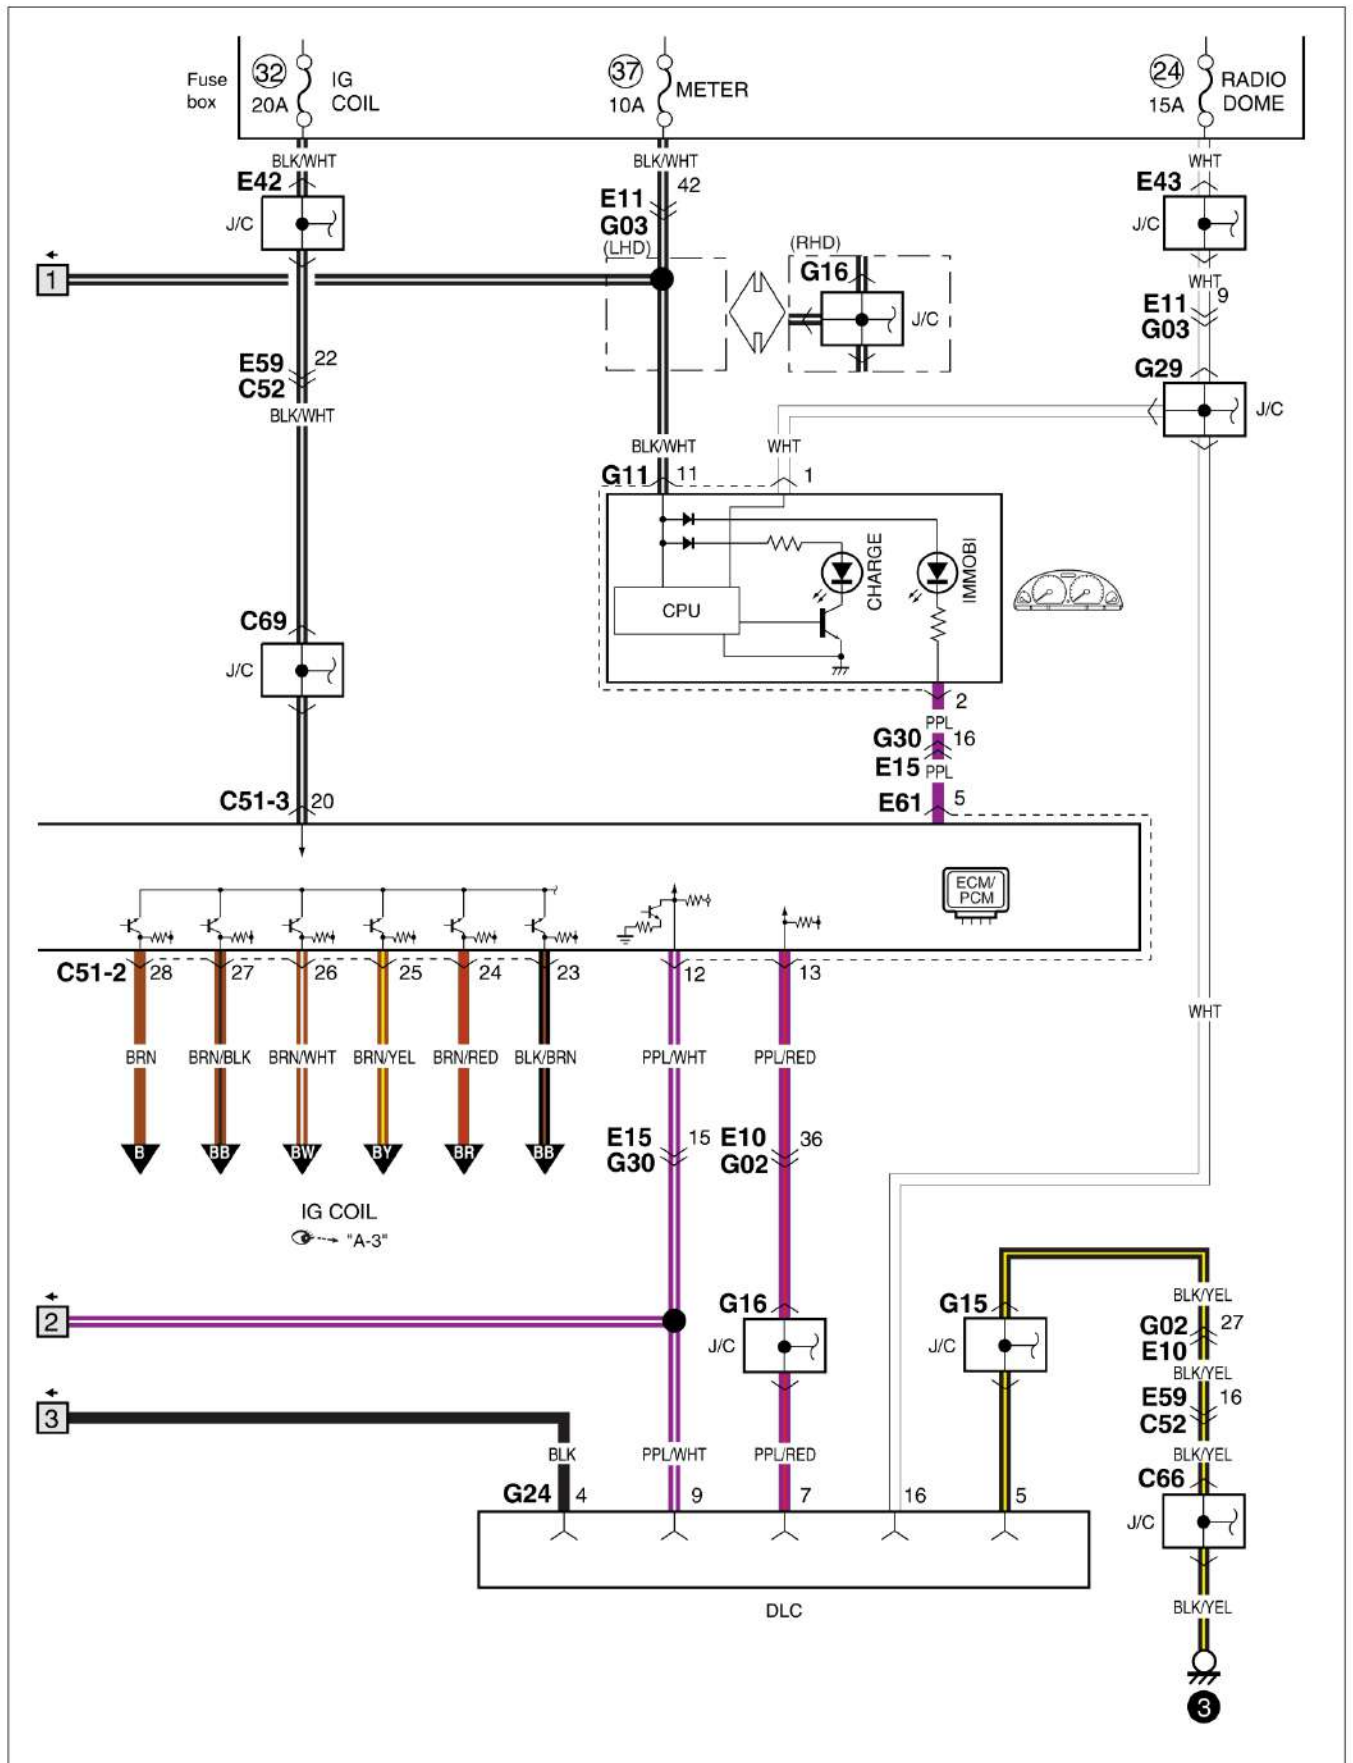 Fuse box
32 20A IG COIL
37 10A METER
24 15A RADIO DOME
BLK/WHT BLK/WHT WHT
E42 42 E43
E11
J/C G03 J/C
(LHD) (RHD)
1 G16 WHT
9
E11
J/C G03
E59 22 G29
C52
BLK/WHT J/C
BLK/WHT WHT
G11 11 1
CHARGE IMMOBI
CPU
C69
J/C
2
PPL
G30 16
E15 PPL
C51-3 20 E61 5
ECM/
PCM
C51-2 28 27 26 25 24 23 12 13
WHT
BRN BRN/BLK BRN/WHT BRN/YEL BRN/RED BLK/BRN PPL/WHT PPL/RED
B BB BW BY BR BB
E15 15 E10 36
G30 G02
IG COIL
"A-3"
BLK/YEL
2 G16 G15 G02 27
J/C J/C E10
BLK/YEL
3 E59 16
C52
BLK PPL/WHT PPL/RED BLK/YEL
C66
G24 4 9 7 16 5
J/C
DLC BLK/YEL
3